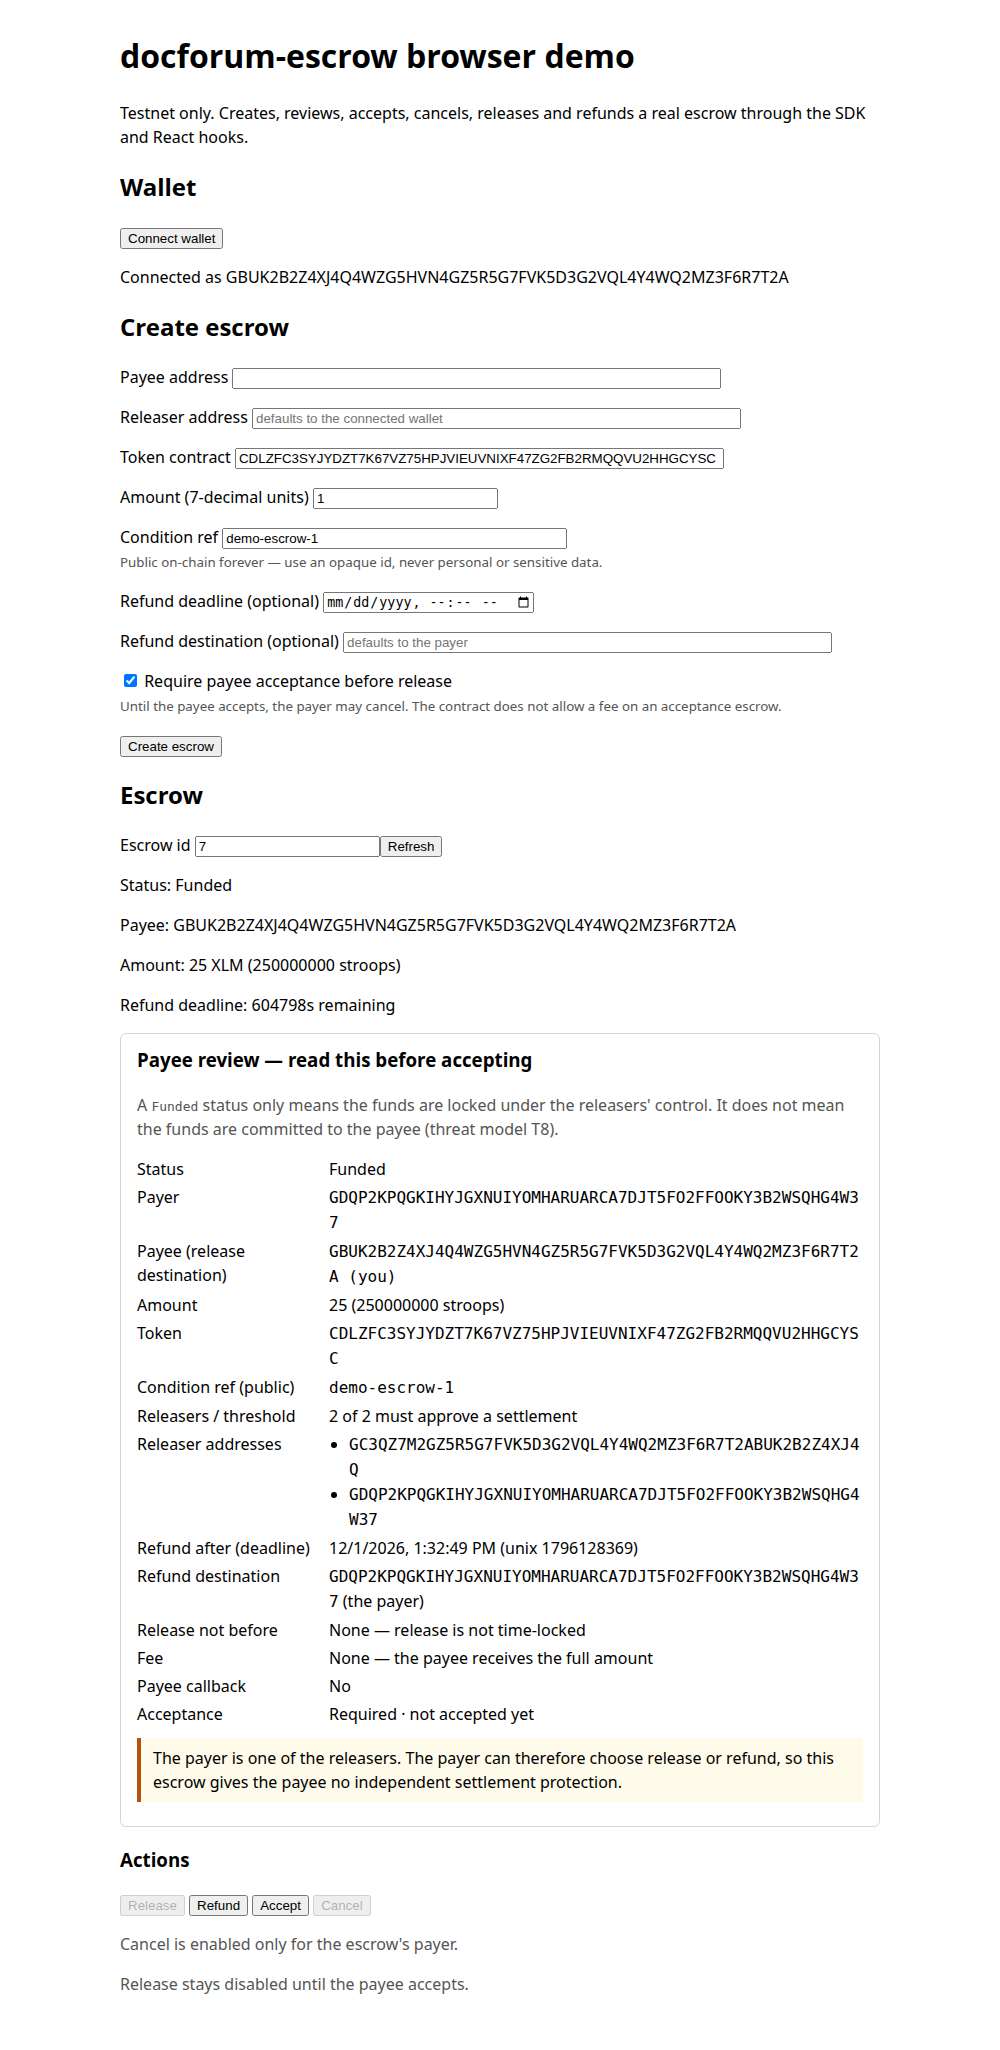 docforum-escrow browser demo
Testnet only. Creates, reviews, accepts, cancels, releases and refunds a real escrow through the SDK
and React hooks.
Wallet
Connect wallet
Connected as GBUK2B2Z4XJ4Q4WZG5HVN4GZ5R5G7FVK5D3G2VQL4Y4WQ2MZ3F6R7T2A
Create escrow
Payee address
Releaser address defaults to the connected wallet
Token contract CDLZFC3SYJYDZT7K67VZ75HPJVIEUVNIXF47ZG2FB2RMQQVU2HHGCYSC
Amount (7-decimal units) 1
Condition ref demo-escrow-1
Public on-chain forever — use an opaque id, never personal or sensitive data.
Refund deadline (optional) mm/dd/yyyy, --:-- --
Refund destination (optional) defaults to the payer
Require payee acceptance before release
Until the payee accepts, the payer may cancel. The contract does not allow a fee on an acceptance escrow.
Create escrow
Escrow
Escrow id 7 Refresh
Status: Funded
Payee: GBUK2B2Z4XJ4Q4WZG5HVN4GZ5R5G7FVK5D3G2VQL4Y4WQ2MZ3F6R7T2A
Amount: 25 XLM (250000000 stroops)
Refund deadline: 604798s remaining
Payee review — read this before accepting
A Funded status only means the funds are locked under the releasers' control. It does not mean
the funds are committed to the payee (threat model T8).
Status Funded
Payer GDQP2KPQGKIHYJGXNUIYOMHARUARCA7DJT5FO2FFOOKY3B2WSQHG4W3
7
Payee (release GBUK2B2Z4XJ4Q4WZG5HVN4GZ5R5G7FVK5D3G2VQL4Y4WQ2MZ3F6R7T2
destination) A (you)
Amount 25 (250000000 stroops)
Token CDLZFC3SYJYDZT7K67VZ75HPJVIEUVNIXF47ZG2FB2RMQQVU2HHGCYS
C
Condition ref (public) demo-escrow-1
Releasers / threshold 2 of 2 must approve a settlement
Releaser addresses • GC3QZ7M2GZ5R5G7FVK5D3G2VQL4Y4WQ2MZ3F6R7T2ABUK2B2Z4XJ4
Q
• GDQP2KPQGKIHYJGXNUIYOMHARUARCA7DJT5FO2FFOOKY3B2WSQHG4
W37
Refund after (deadline) 12/1/2026, 1:32:49 PM (unix 1796128369)
Refund destination GDQP2KPQGKIHYJGXNUIYOMHARUARCA7DJT5FO2FFOOKY3B2WSQHG4W3
7 (the payer)
Release not before None — release is not time-locked
Fee None — the payee receives the full amount
Payee callback No
Acceptance Required · not accepted yet
The payer is one of the releasers. The payer can therefore choose release or refund, so this
escrow gives the payee no independent settlement protection.
Actions
Release Refund Accept Cancel
Cancel is enabled only for the escrow's payer.
Release stays disabled until the payee accepts.